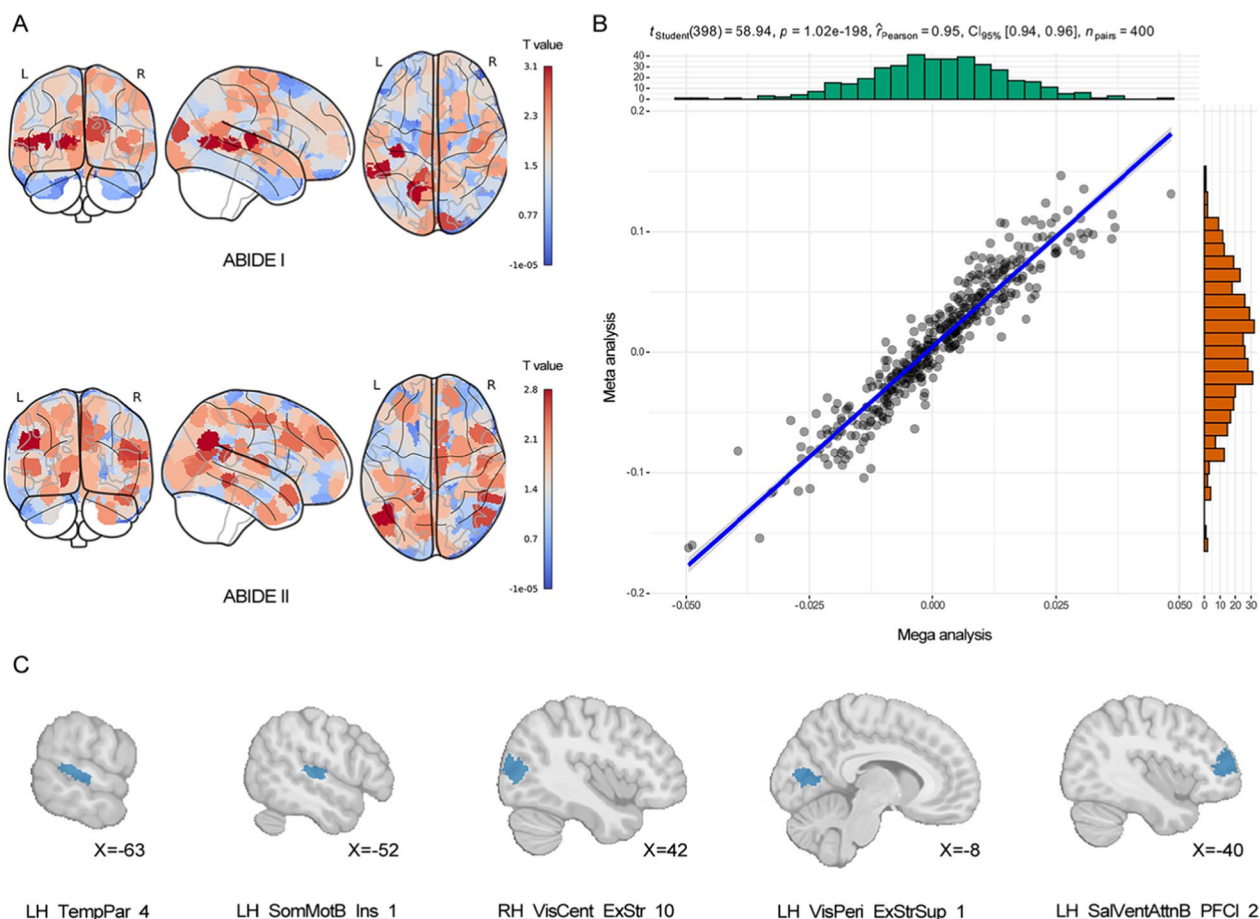 A
T value
3.1
L R L R
2.3
1.5
0.77
-1e-05
ABIDE I
T value
2.8
L R L R
2.1
1.4
0.7
-1e-05
ABIDE II
B
t_Student(398) = 58.94, p = 1.02e-198, r̂_Pearson = 0.95, CI_95% [0.94, 0.96], n_pairs = 400
40
30
20
10
0
0.2
0.1
0.0
-0.1
-0.2
Meta analysis
-0.050 -0.025 0.000 0.025 0.050 0 10 20 30
Mega analysis
C
X=-63 X=-52 X=42 X=-8 X=-40
LH_TempPar_4 LH_SomMotB_Ins_1 RH_VisCent_ExStr_10 LH_VisPeri_ExStrSup_1 LH_SalVentAttnB_PFCl_2